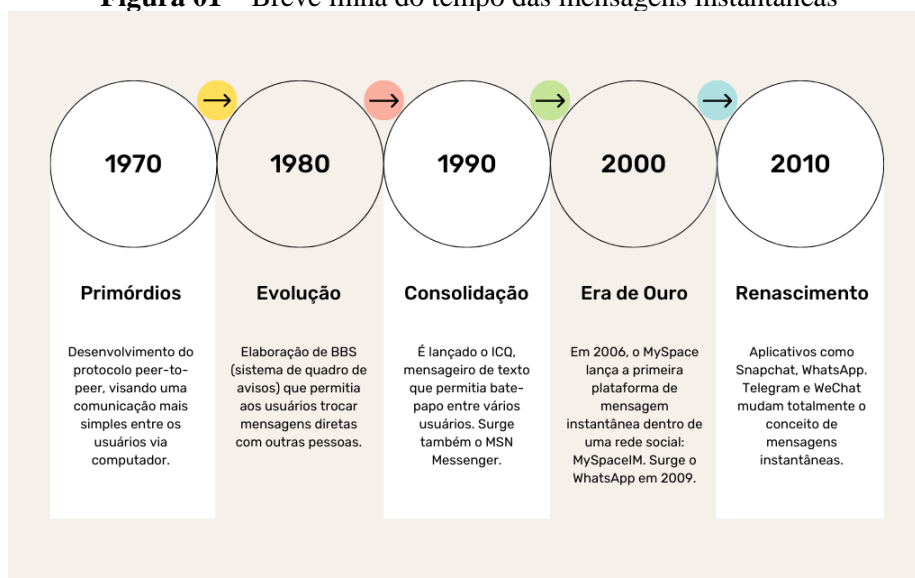 Figura 01 – Breve linha do tempo das mensagens instantâneas
1970
1980
1990
2000
2010
Primórdios
Desenvolvimento do
protocolo peer-to-
peer, visando uma
comunicação mais
simples entre os
usuários via
computador.
Evolução
Elaboração de BBS
(sistema de quadro de
avisos) que permitia
aos usuários trocar
mensagens diretas
com outras pessoas.
Consolidação
É lançado o ICQ,
mensageiro de texto
que permitia bate-
papo entre vários
usuários. Surge
também o MSN
Messenger.
Era de Ouro
Em 2006, o MySpace
lança a primeira
plataforma de
mensagem
instantânea dentro de
uma rede social:
MySpaceIM. Surge o
WhatsApp em 2009.
Renascimento
Aplicativos como
Snapchat, WhatsApp.
Telegram e WeChat
mudam totalmente o
conceito de
mensagens
instantâneas.